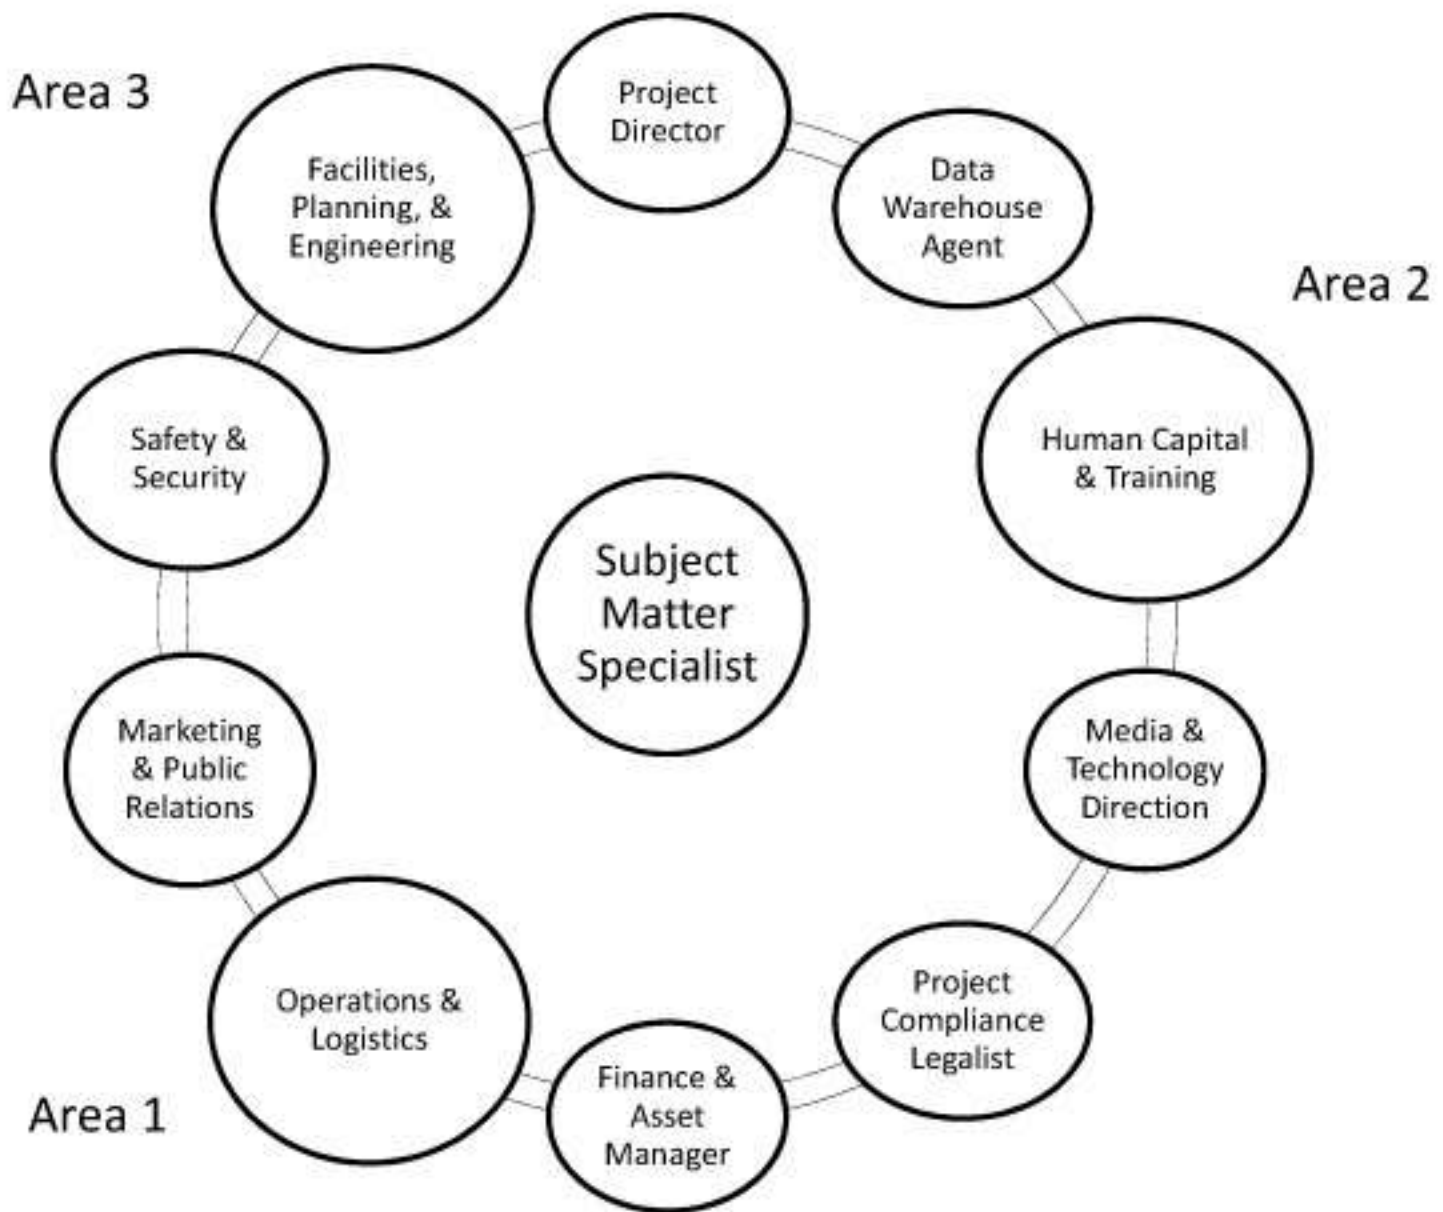 Area 3
Project
Director
Facilities,
Planning, &
Engineering
Data
Warehouse
Agent
Area 2
Safety &
Security
Human Capital
& Training
Subject
Matter
Specialist
Marketing
& Public
Relations
Media &
Technology
Direction
Operations &
Logistics
Project
Compliance
Legalist
Finance &
Asset
Manager
Area 1